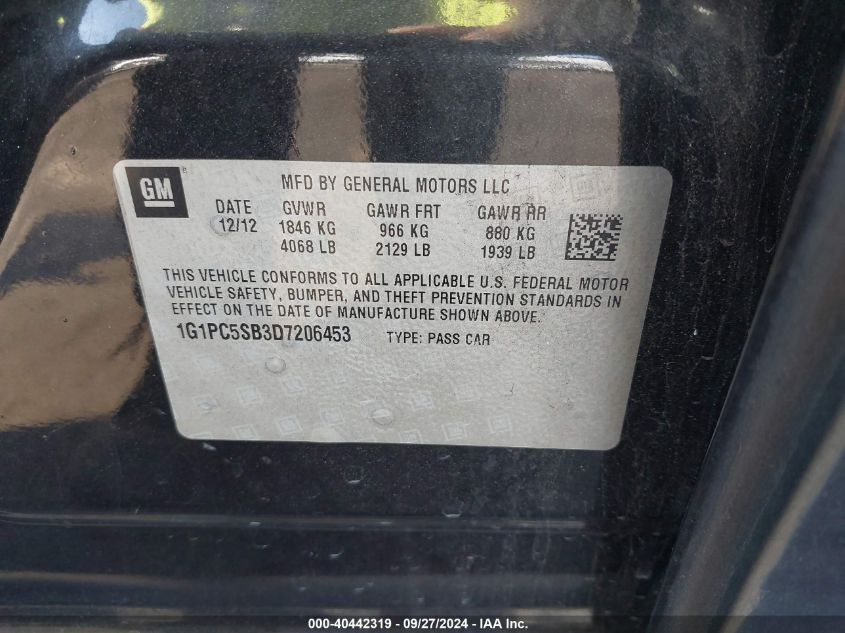 GM
MFD BY GENERAL MOTORS LLC
DATE GVWR GAWR FRT GAWR RR
12/12 1846 KG 966 KG 880 KG
4068 LB 2129 LB 1939 LB
THIS VEHICLE CONFORMS TO ALL APPLICABLE U.S. FEDERAL MOTOR
VEHICLE SAFETY, BUMPER, AND THEFT PREVENTION STANDARDS IN
EFFECT ON THE DATE OF MANUFACTURE SHOWN ABOVE.
1G1PC5SB3D7206453 TYPE: PASS CAR
000-40442319 - 09/27/2024 - IAA Inc.